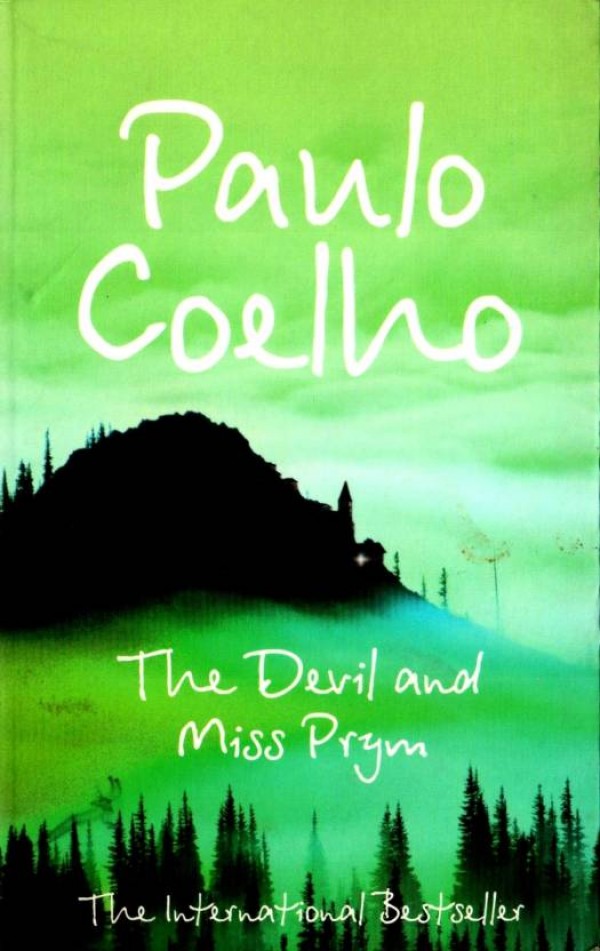 Paulo
Coelho
The Devil and
Miss Prym
The International Bestseller